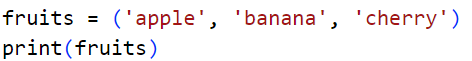 fruits = ('apple', 'banana', 'cherry')
print(fruits)